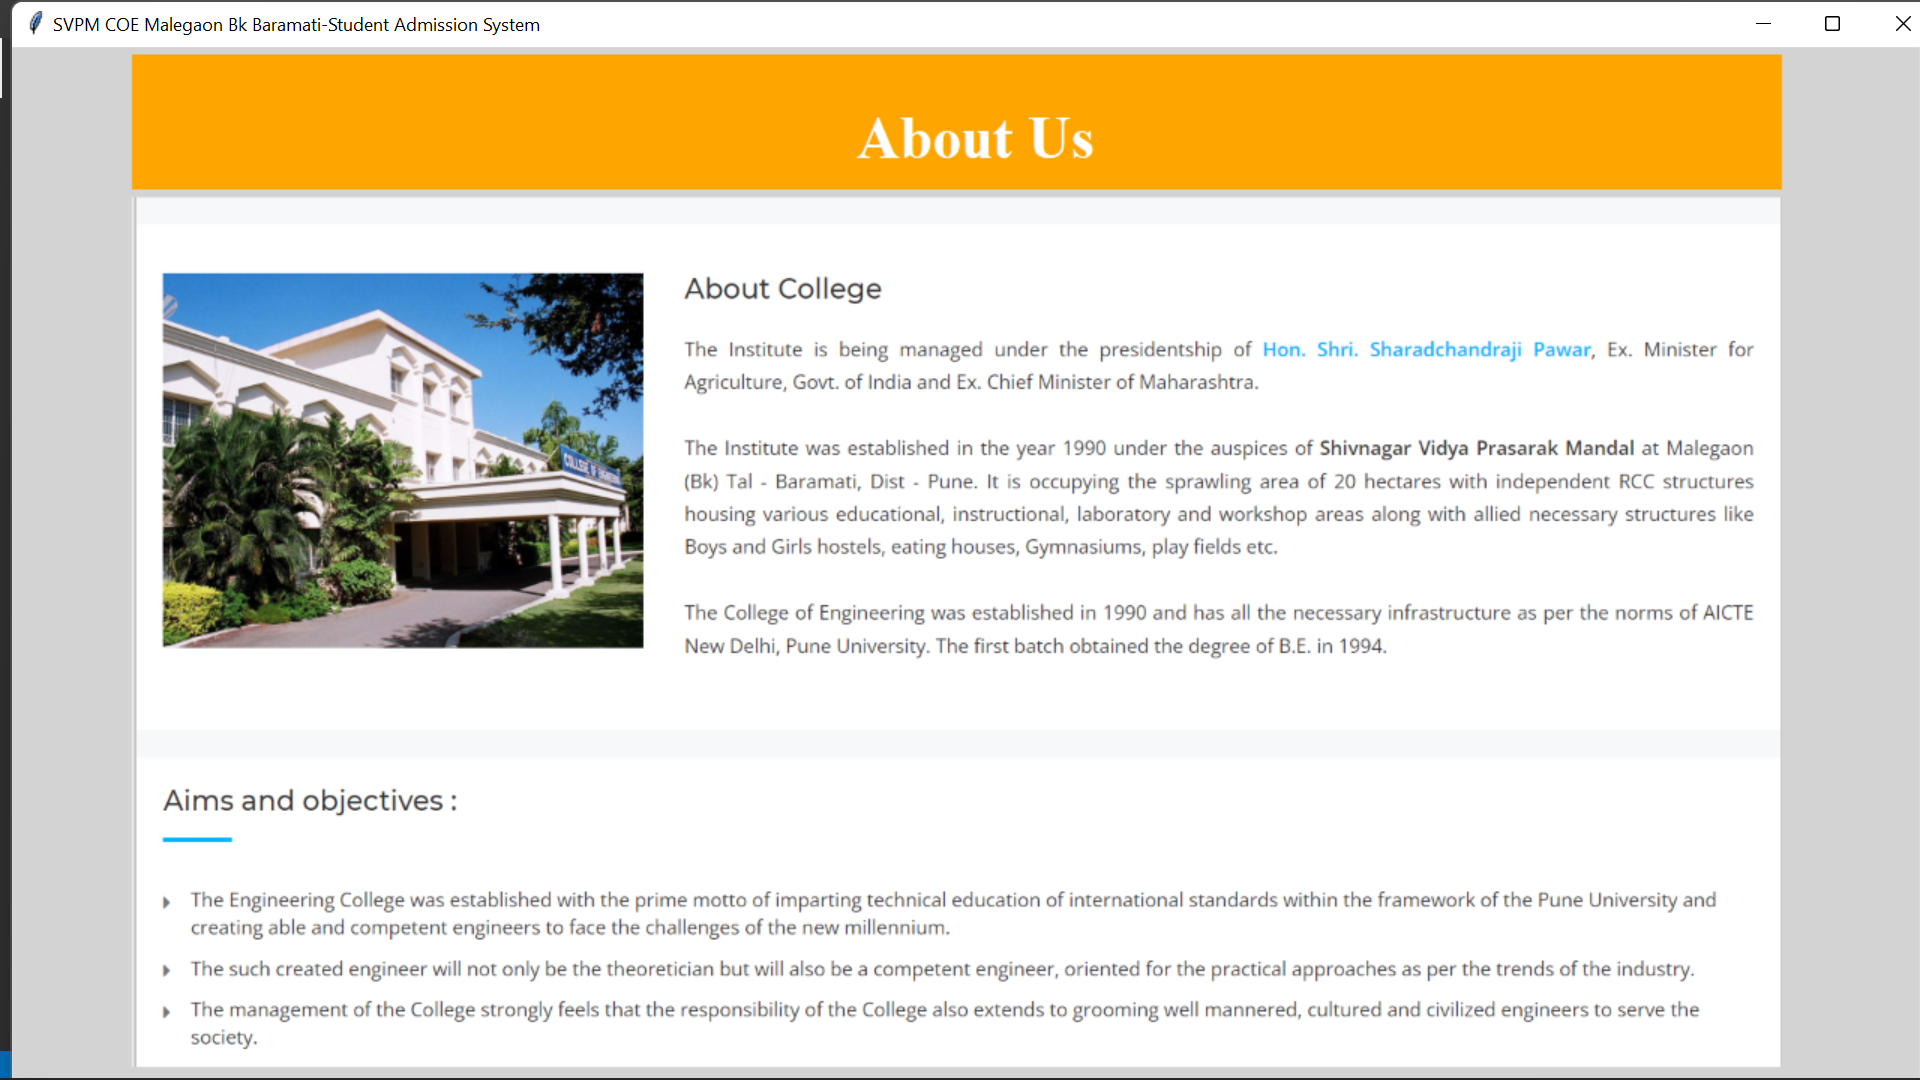 SVPM COE Malegaon Bk Baramati-Student Admission System
About Us
COLLEGE OF ENGINEERING
About College
The Institute is being managed under the presidentship of Hon. Shri. Sharadchandraji Pawar, Ex. Minister for
Agriculture, Govt. of India and Ex. Chief Minister of Maharashtra.
The Institute was established in the year 1990 under the auspices of Shivnagar Vidya Prasarak Mandal at Malegaon
(Bk) Tal - Baramati, Dist - Pune. It is occupying the sprawling area of 20 hectares with independent RCC structures
housing various educational, instructional, laboratory and workshop areas along with allied necessary structures like
Boys and Girls hostels, eating houses, Gymnasiums, play fields etc.
The College of Engineering was established in 1990 and has all the necessary infrastructure as per the norms of AICTE
New Delhi, Pune University. The first batch obtained the degree of B.E. in 1994.
Aims and objectives :
The Engineering College was established with the prime motto of imparting technical education of international standards within the framework of the Pune University and
creating able and competent engineers to face the challenges of the new millennium.
The such created engineer will not only be the theoretician but will also be a competent engineer, oriented for the practical approaches as per the trends of the industry.
The management of the College strongly feels that the responsibility of the College also extends to grooming well mannered, cultured and civilized engineers to serve the
society.